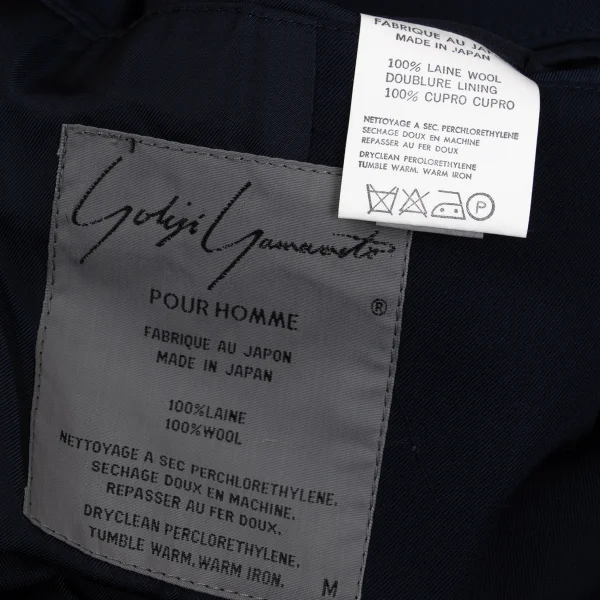 FABRIQUE AU JAPON
MADE IN JAPAN
100% LAINE WOOL
DOUBLURE LINING
100% CUPRO CUPRO
NETTOYAGE A SEC. PERCHLORETHYLENE
SECHAGE DOUX EN MACHINE
REPASSER AU FER DOUX
DRYCLEAN PEROLORETHYLENE
TUMBLE WARM. WARM IRON
P
Yohji Yamamoto
®
POUR HOMME
FABRIQUE AU JAPON
MADE IN JAPAN
100%LAINE
100%WOOL
NETTOYAGE A SEC PERCHLORETHYLENE.
SECHAGE DOUX EN MACHINE.
REPASSER AU FER DOUX.
DRYCLEAN PERCLORETHYLENE.
TUMBLE WARM. WARM IRON.
M